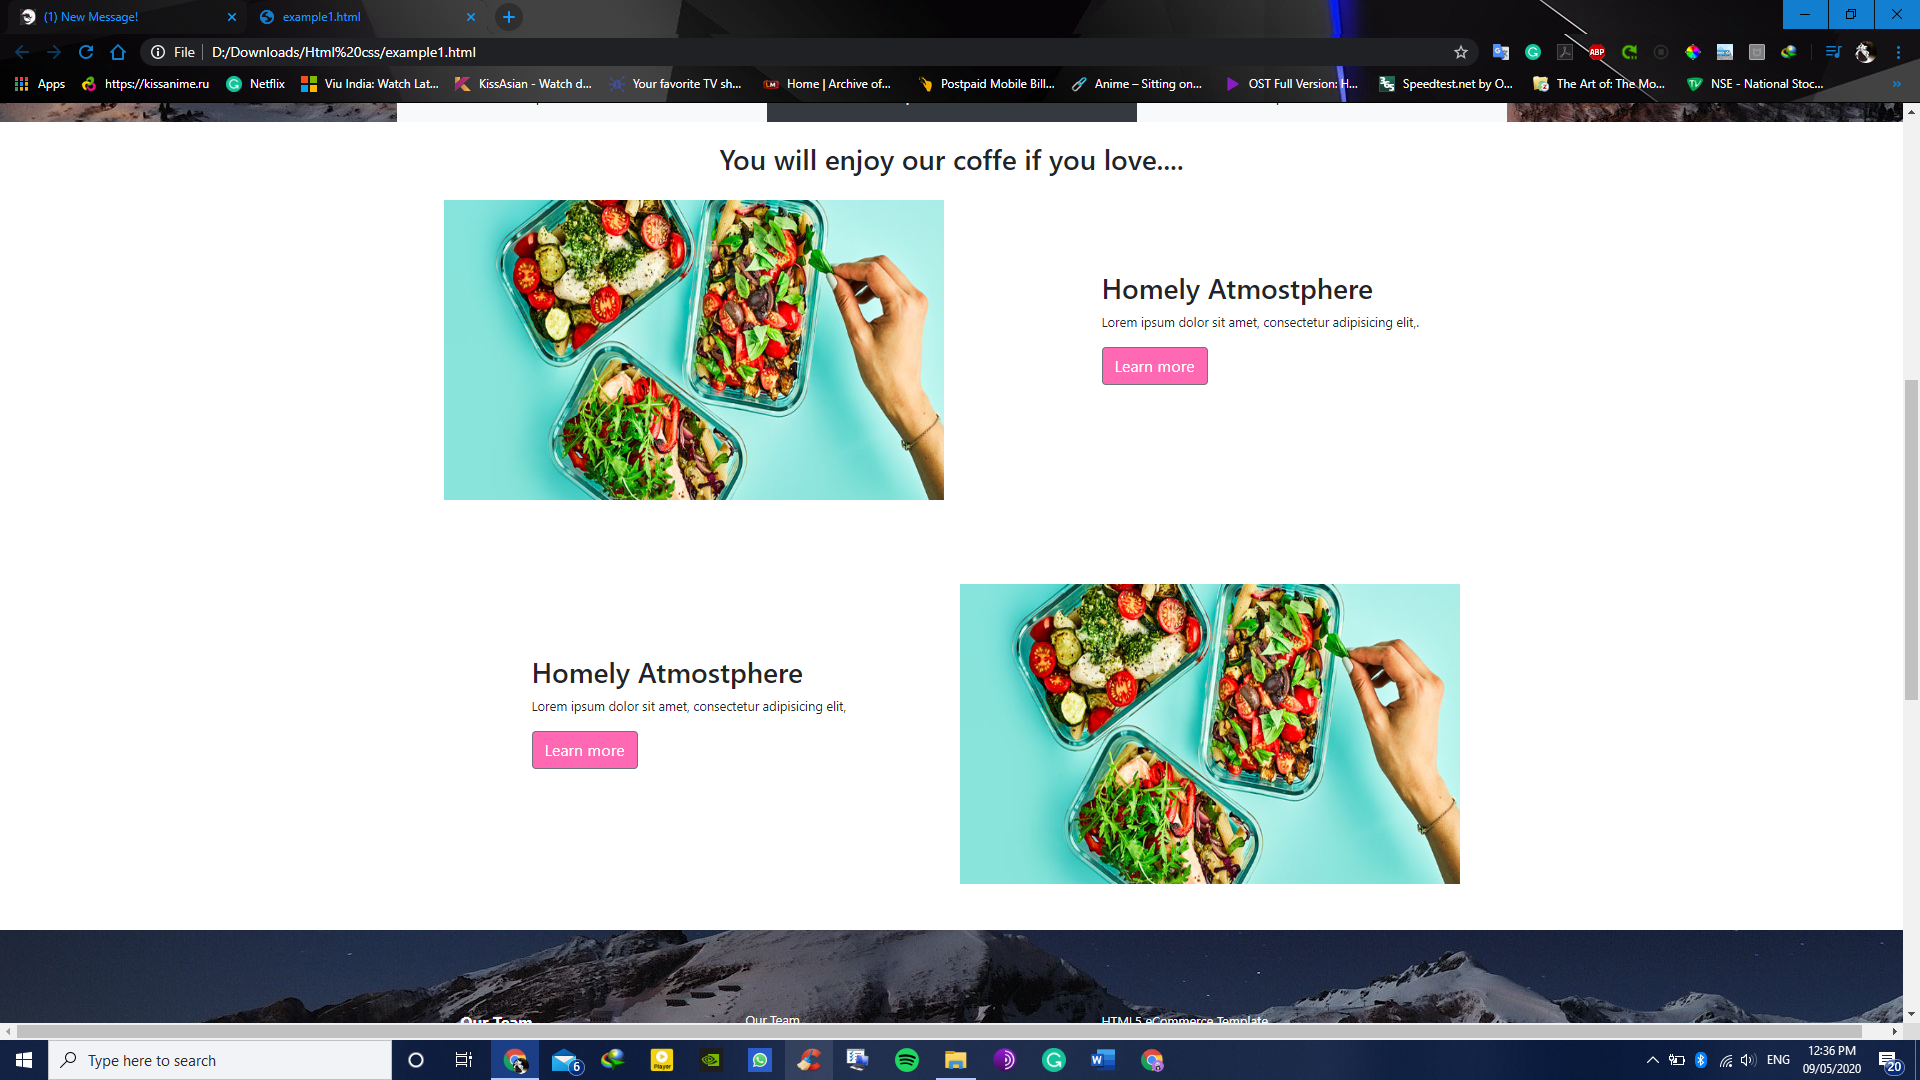 (1) New Message!
example1.html
File
D:/Downloads/Html%20css/example1.html
ABP
Apps
https://kissanime.ru
Netflix
Viu India: Watch Lat...
KissAsian - Watch d...
Your favorite TV sh...
Home | Archive of...
Postpaid Mobile Bill...
Anime – Sitting on...
OST Full Version: H...
Speedtest.net by O...
The Art of: The Mo...
NSE - National Stoc...
You will enjoy our coffe if you love....
Homely Atmostphere
Lorem ipsum dolor sit amet, consectetur adipisicing elit,.
Learn more
Homely Atmostphere
Lorem ipsum dolor sit amet, consectetur adipisicing elit,
Learn more
Our Team
Our Team
HTML5 eCommerce Template
Type here to search
6
Player
ENG
12:36 PM
09/05/2020
20